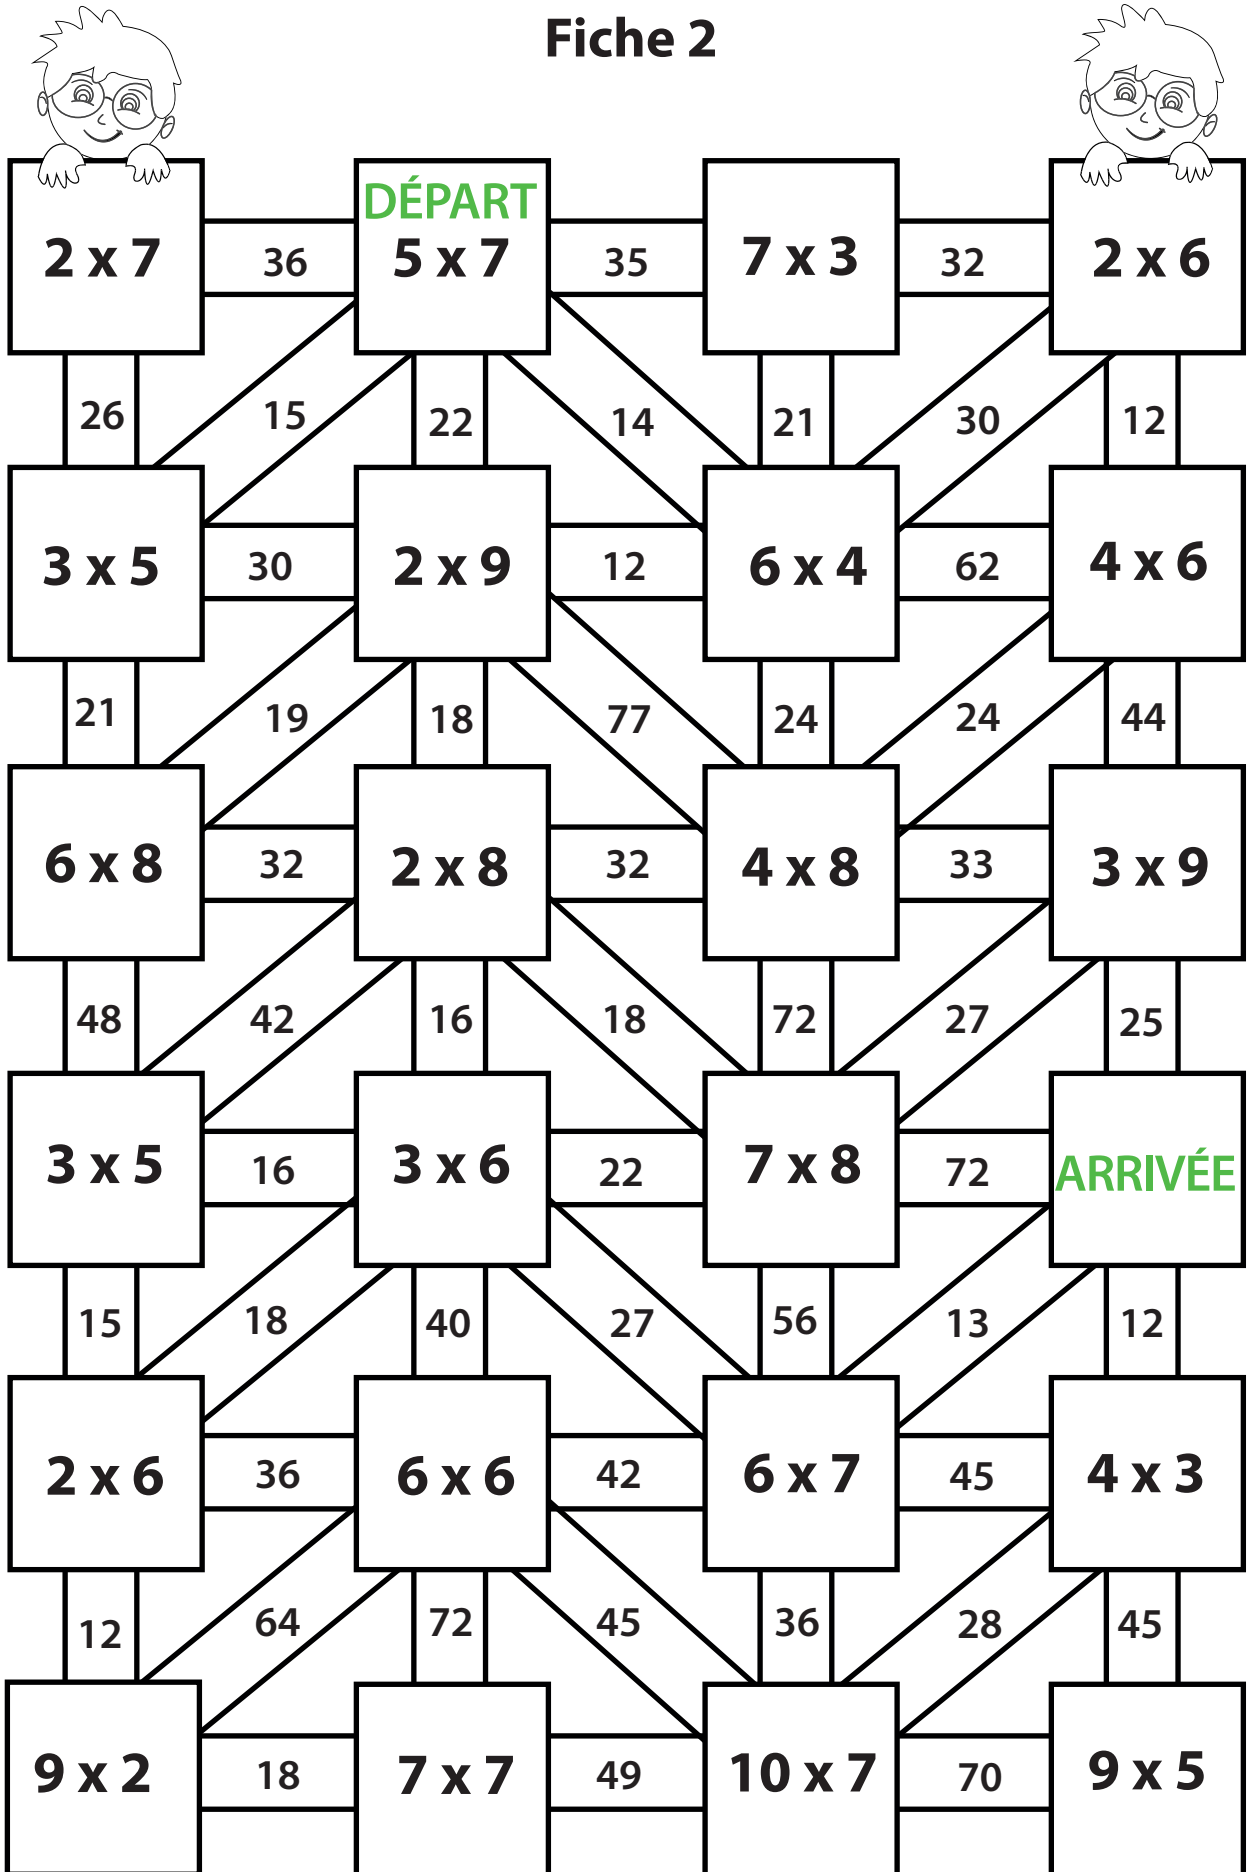 Fiche 2
DÉPART
2 x 7 36 5 x 7 35 7 x 3 32 2 x 6
26 15 22 14 21 30 12
3 x 5 30 2 x 9 12 6 x 4 62 4 x 6
21 19 18 77 24 24 44
6 x 8 32 2 x 8 32 4 x 8 33 3 x 9
48 42 16 18 72 27 25
3 x 5 16 3 x 6 22 7 x 8 72 ARRIVÉE
15 18 40 27 56 13 12
2 x 6 36 6 x 6 42 6 x 7 45 4 x 3
12 64 72 45 36 28 45
9 x 2 18 7 x 7 49 10 x 7 70 9 x 5